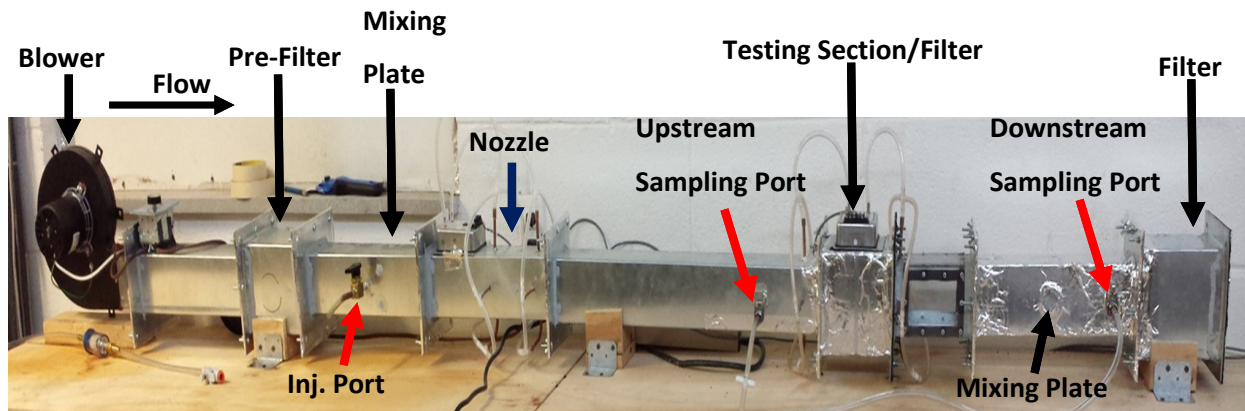 Mixing
Plate
Blower
Flow
Pre-Filter
Nozzle
Upstream
Sampling Port
Testing Section/Filter
Downstream
Sampling Port
Filter
Inj. Port
Mixing Plate